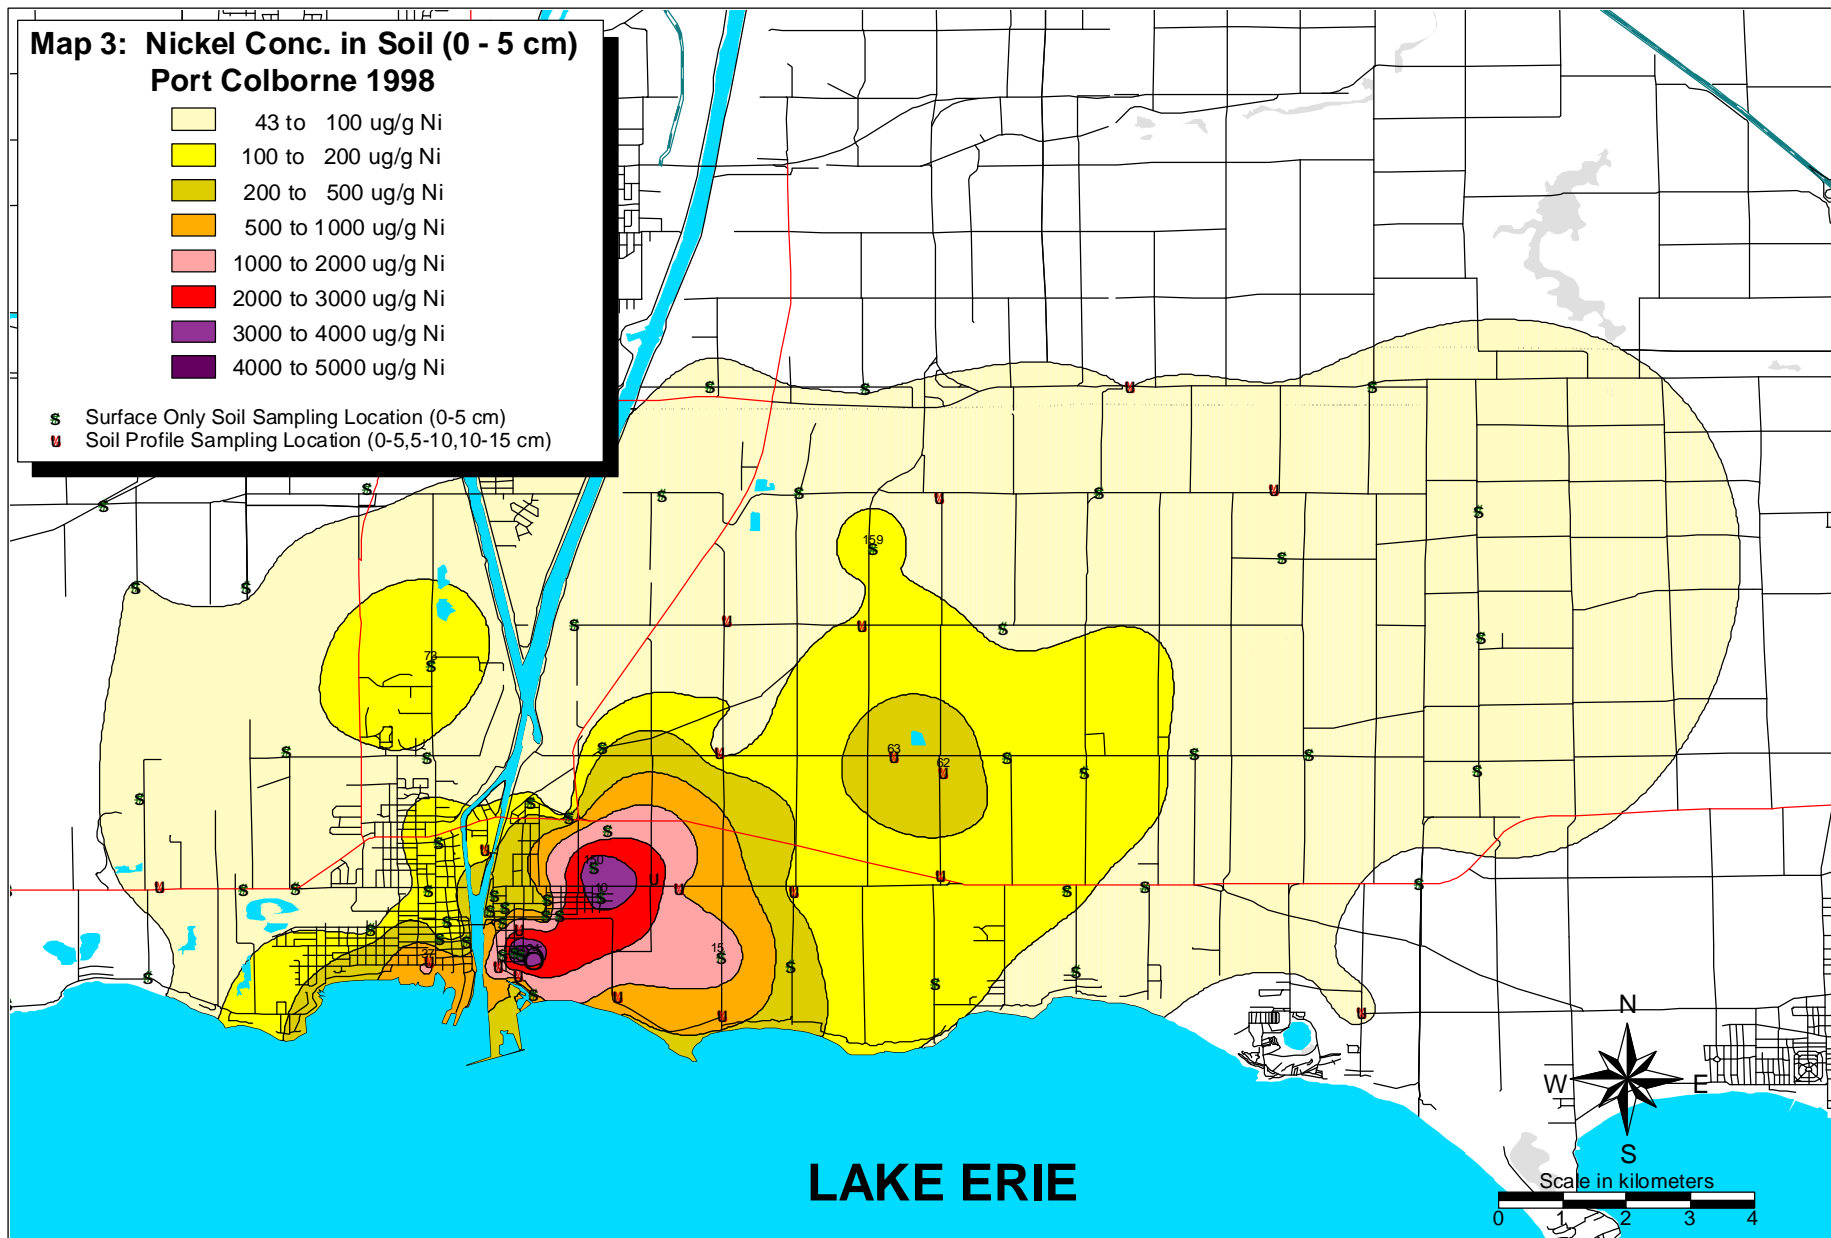 Map 3: Nickel Conc. in Soil (0 - 5 cm)
Port Colborne 1998
43 to 100 ug/g Ni
100 to 200 ug/g Ni
200 to 500 ug/g Ni
500 to 1000 ug/g Ni
1000 to 2000 ug/g Ni
2000 to 3000 ug/g Ni
3000 to 4000 ug/g Ni
4000 to 5000 ug/g Ni
Surface Only Soil Sampling Location (0-5 cm)
Soil Profile Sampling Location (0-5,5-10,10-15 cm)
159
73
63
62
150
10
15
37
N
W
E
S
LAKE ERIE
Scale in kilometers
0 1 2 3 4